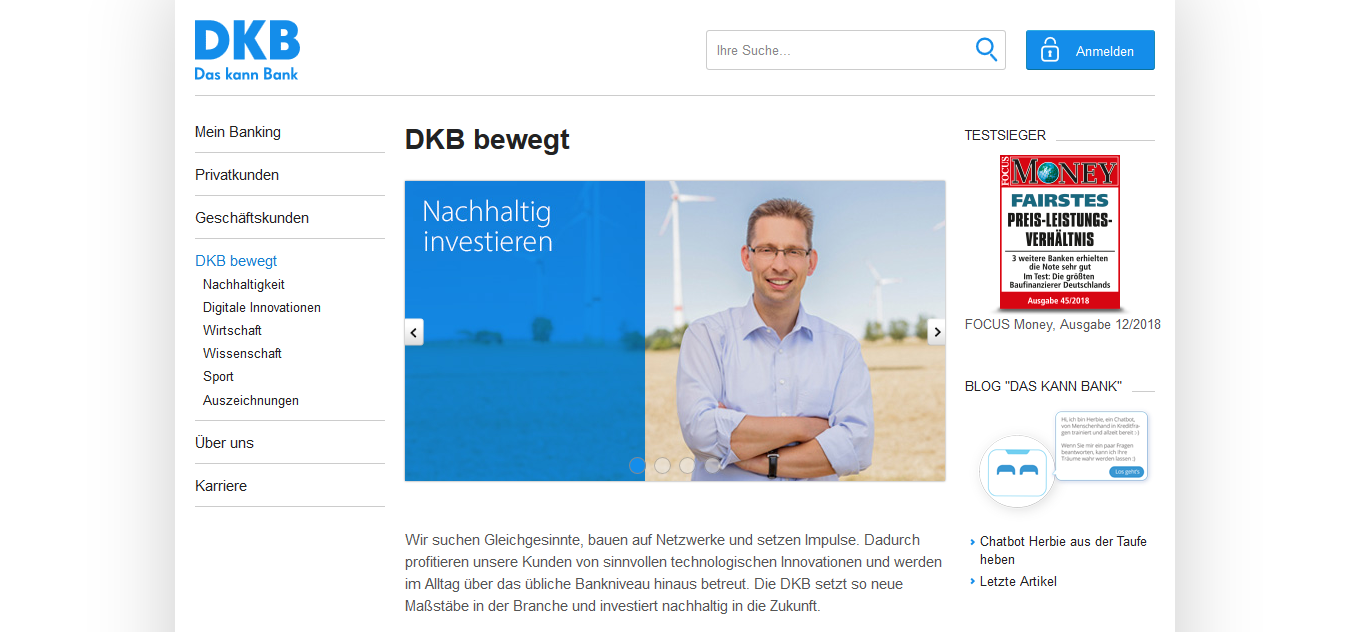 DKB
Das kann Bank
Ihre Suche...
Anmelden
Mein Banking
Privatkunden
Geschäftskunden
DKB bewegt
Nachhaltigkeit
Digitale Innovationen
Wirtschaft
Wissenschaft
Sport
Auszeichnungen
Über uns
Karriere
DKB bewegt
Nachhaltig
investieren
Wir suchen Gleichgesinnte, bauen auf Netzwerke und setzen Impulse. Dadurch
profitieren unsere Kunden von sinnvollen technologischen Innovationen und werden
im Alltag über das übliche Bankniveau hinaus betreut. Die DKB setzt so neue
Maßstäbe in der Branche und investiert nachhaltig in die Zukunft.
TESTSIEGER
FOCUS MONEY
FAIRSTES
PREIS-LEISTUNGS-
VERHÄLTNIS
3 weitere Banken erhielten
die Note sehr gut
Im Test: Die größten
Baufinanzierer Deutschlands
Ausgabe 45/2018
FOCUS Money, Ausgabe 12/2018
BLOG "DAS KANN BANK"
Hi, ich bin Herbie, ein Chatbot,
von Menschenhand in Kreditfra-
gen trainiert und allzeit bereit :-)
Wenn Sie mir ein paar Fragen
beantworten, kann ich Ihre
Träume wahr werden lassen :)
Los geht's
Chatbot Herbie aus der Taufe
heben
Letzte Artikel